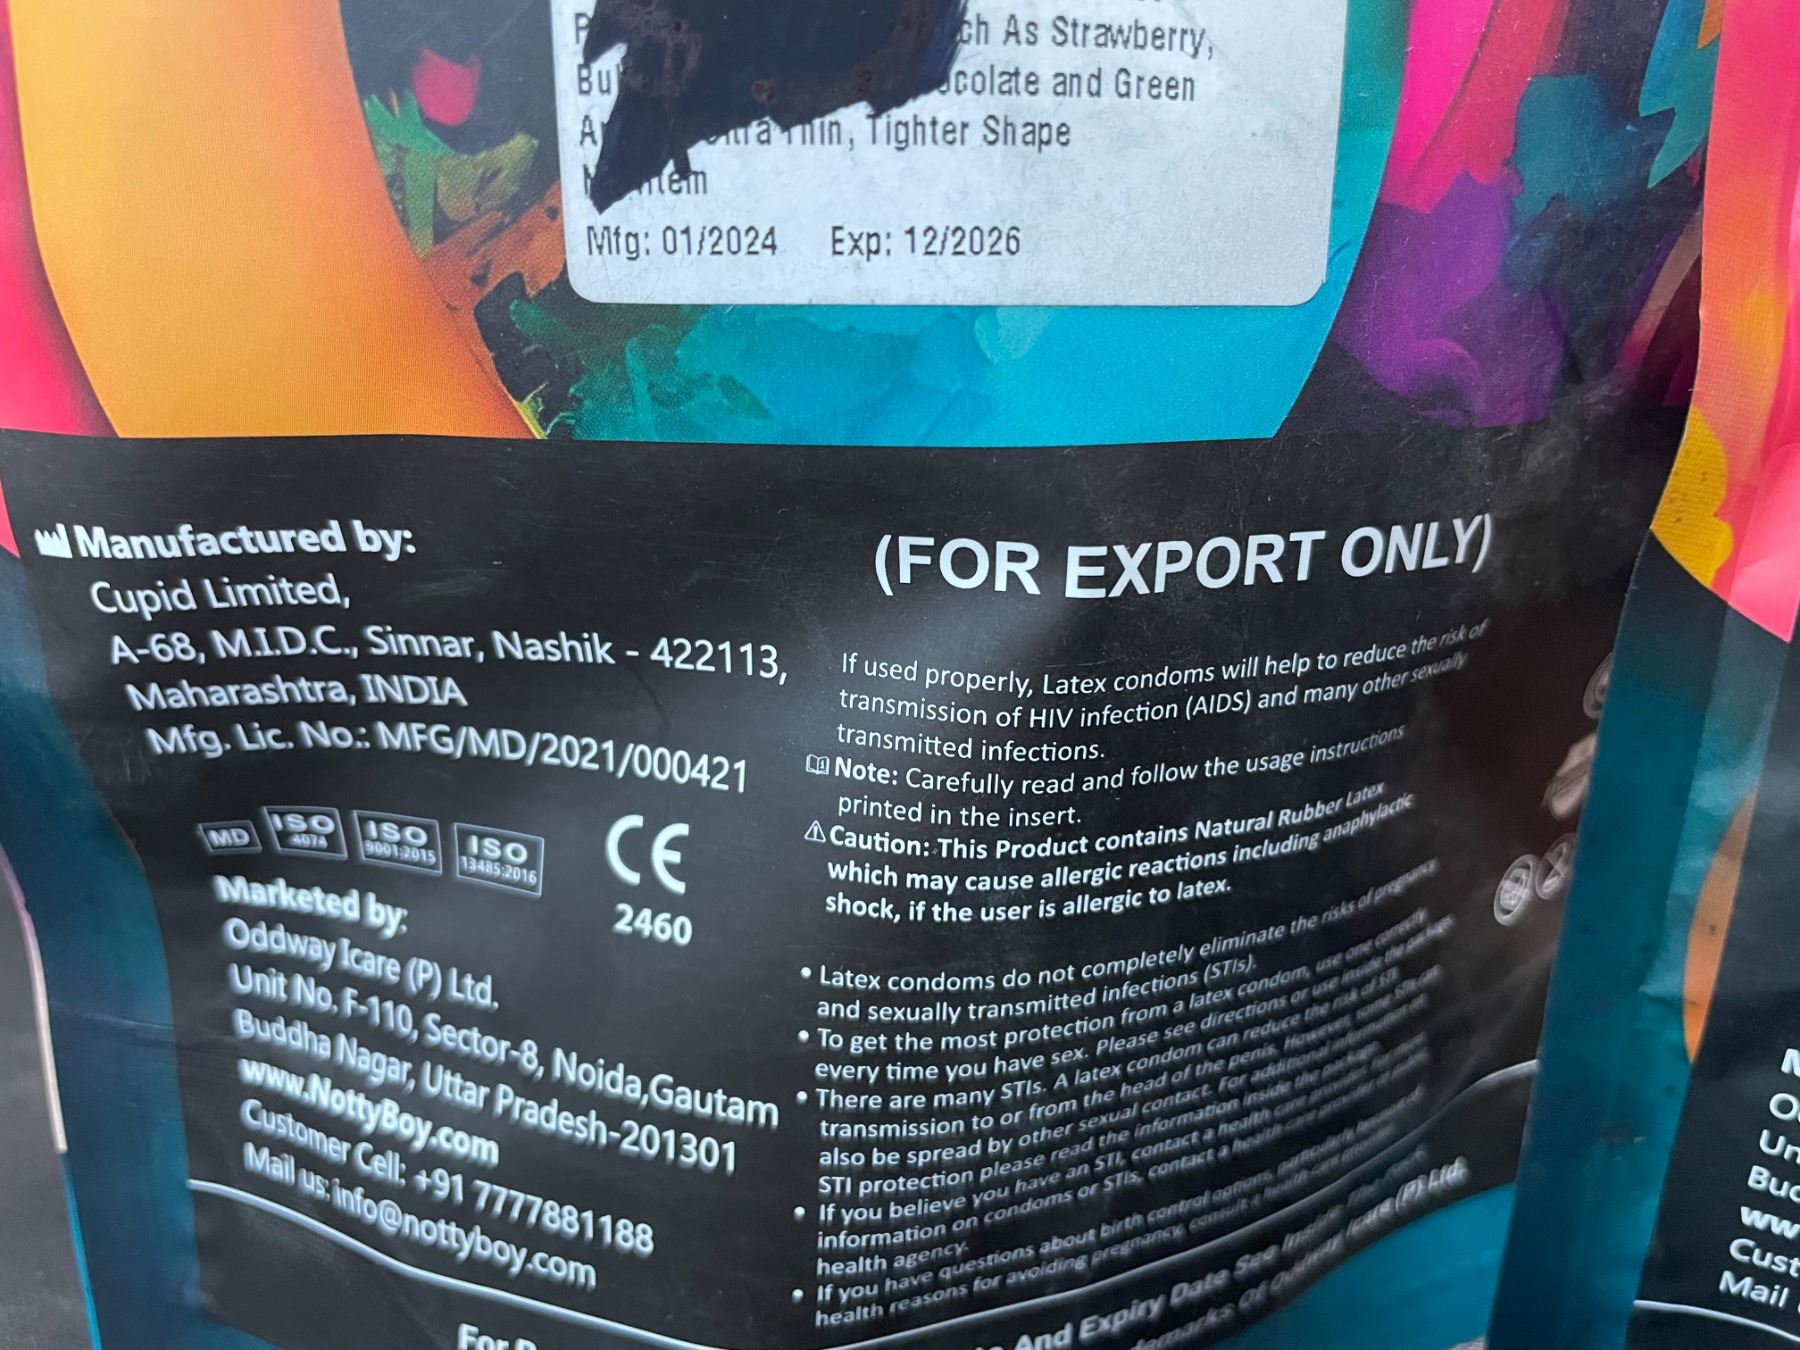 ch As Strawberry,
and Green
Tighter Shape
Mfg: 01/2024 Exp: 12/2026
Manufactured by:
Cupid Limited,
A-68, M.I.D.C., Sinnar, Nashik - 422113,
Maharashtra, INDIA
Mfg. Lic. No.: MFG/MD/2021/000421
MD
ISO
4074
ISO
9001:2015
ISO
13485:2016
CE
2460
Marketed by:
Oddway Icare (P) Ltd.
Unit No, F-110, Sector-8, Noida,Gautam
Buddha Nagar, Uttar Pradesh-201301
www.NottyBoy.com
Customer Cell: +91 7777881188
Mail us: info@nottyboy.com
(FOR EXPORT ONLY)
If used properly, Latex condoms will help to reduce the risk of
transmission of HIV infection (AIDS) and many other sexually
transmitted infections.
Note: Carefully read and follow the usage instructions
printed in the insert.
Caution: This Product contains Natural Rubber Latex
which may cause allergic reactions including anaphylactic
shock, if the user is allergic to latex.
• Latex condoms do not completely eliminate the risks of pregnancy
and sexually transmitted infections (STIs).
• To get the most protection from a latex condom, use one correctly
every time you have sex. Please see directions or use inside the package
• There are many STIs. A latex condom can reduce the risk of STI
transmission to or from the head of the penis. However, some STIs can
also be spread by other sexual contact. For additional information on
STI protection please read the information inside the package.
• If you believe you have an STI, contact a health care provider. For more
information on condoms or STIs, contact a health care provider or public
health agency.
• If you have questions about birth control options, particularly
health reasons for avoiding pregnancy, consult a health care provider.
And Expiry Date See Inside. The
Of Oddway Icare (P) Ltd.
Cust
Mail